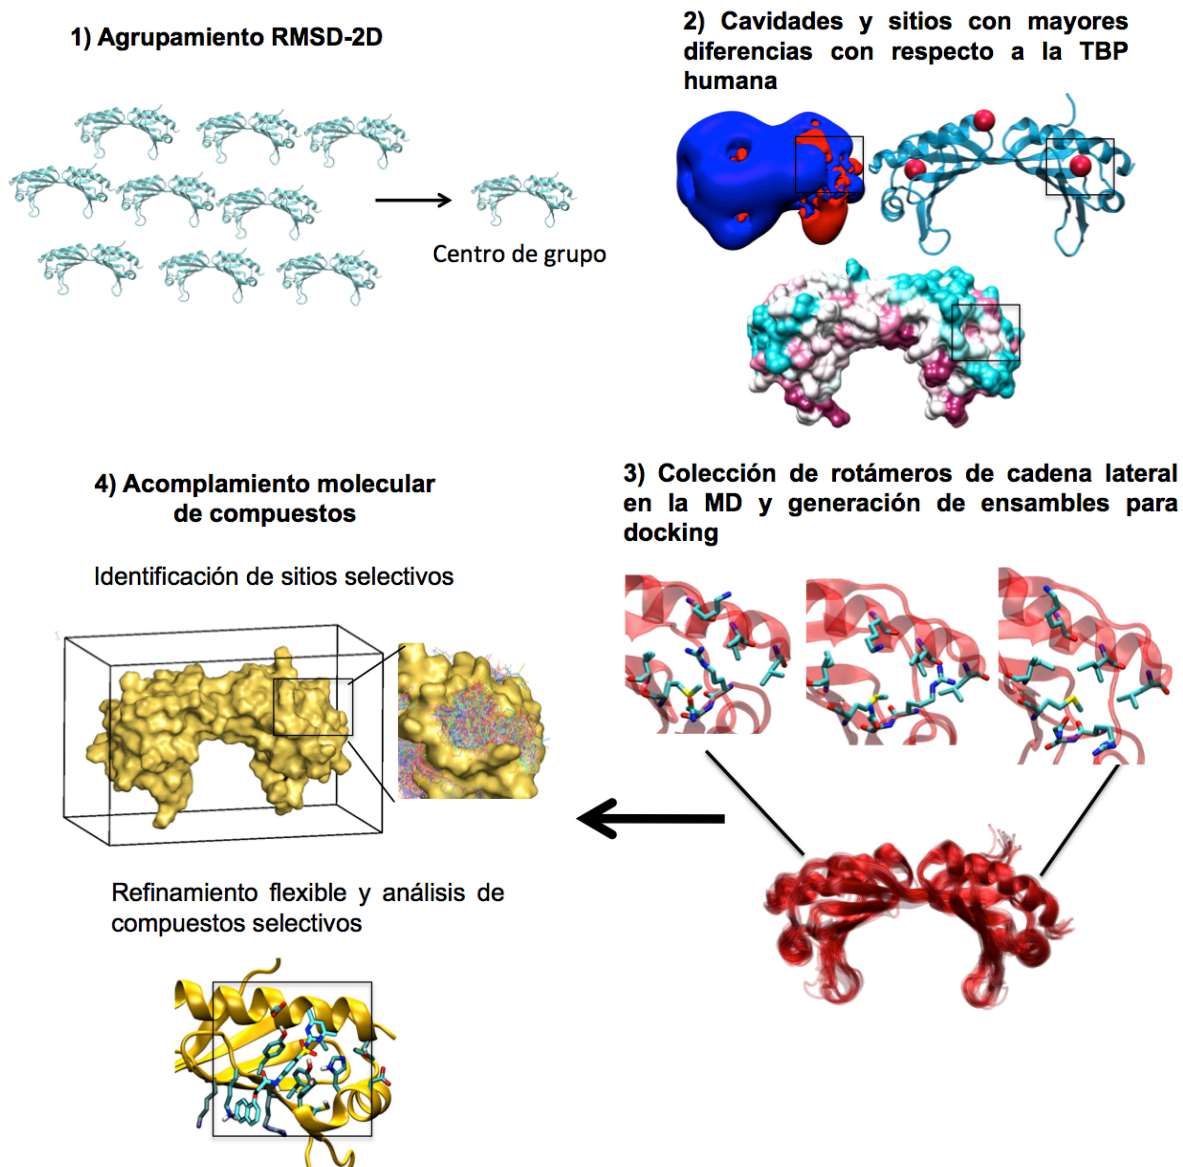 1) Agrupamiento RMSD-2D
Centro de grupo
2) Cavidades y sitios con mayores
diferencias con respecto a la TBP
humana
3) Colección de rotámeros de cadena lateral
en la MD y generación de ensambles para
docking
4) Acomplamiento molecular
de compuestos
Identificación de sitios selectivos
Refinamiento flexible y análisis de
compuestos selectivos